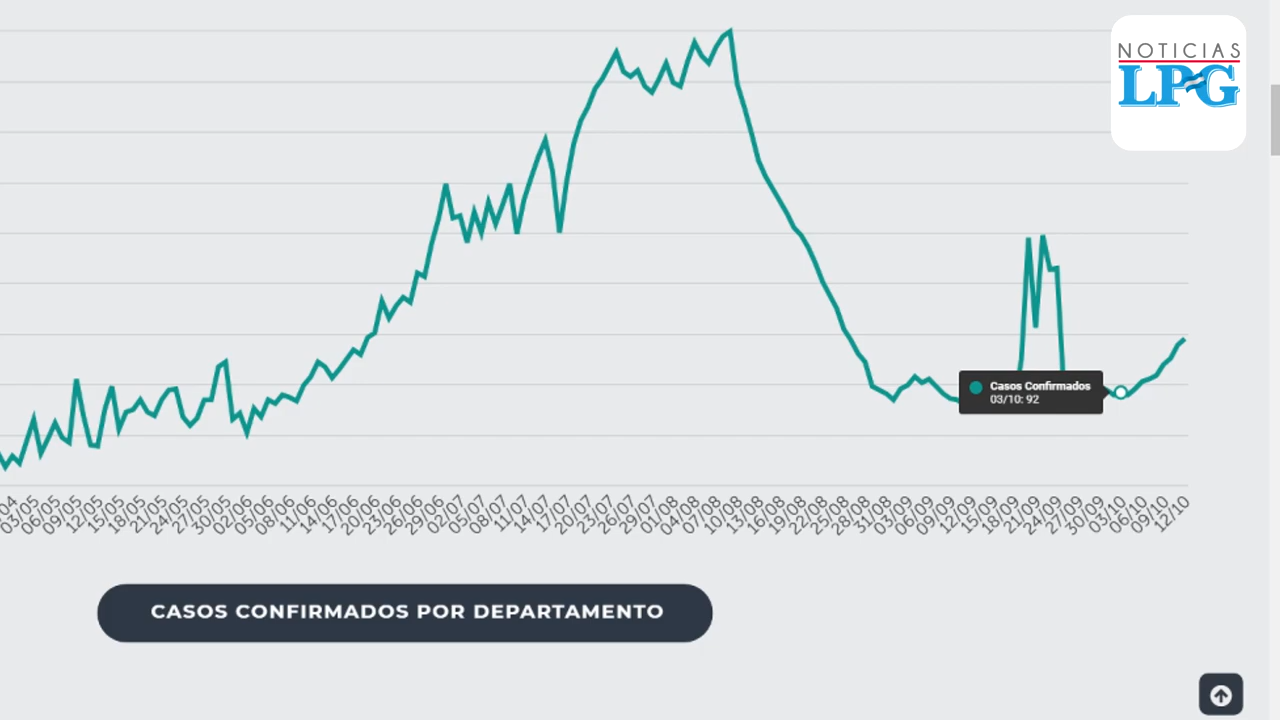 NOTICIAS
LPG
Casos Confirmados
03/10: 92
03/05 06/05 09/05 12/05 15/05 18/05 21/05 24/05 27/05 30/05 02/06 05/06 08/06 11/06 14/06 17/06 20/06 23/06 26/06 29/06 02/07 05/07 08/07 11/07 14/07 17/07 20/07 23/07 26/07 29/07 01/08 04/08 07/08 10/08 13/08 16/08 19/08 22/08 25/08 28/08 31/08 03/09 06/09 09/09 12/09 15/09 18/09 21/09 24/09 27/09 30/09 03/10 06/10 09/10 12/10
CASOS CONFIRMADOS POR DEPARTAMENTO